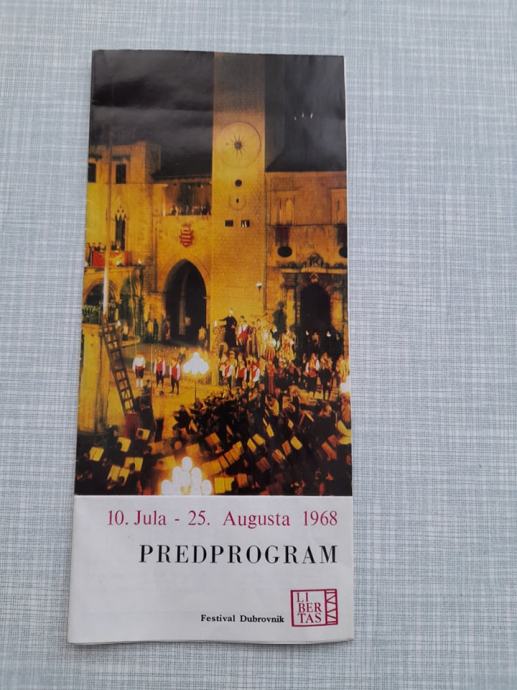 10. Jula - 25. Augusta 1968
PREDPROGRAM
Festival Dubrovnik
LI
BER
TAS